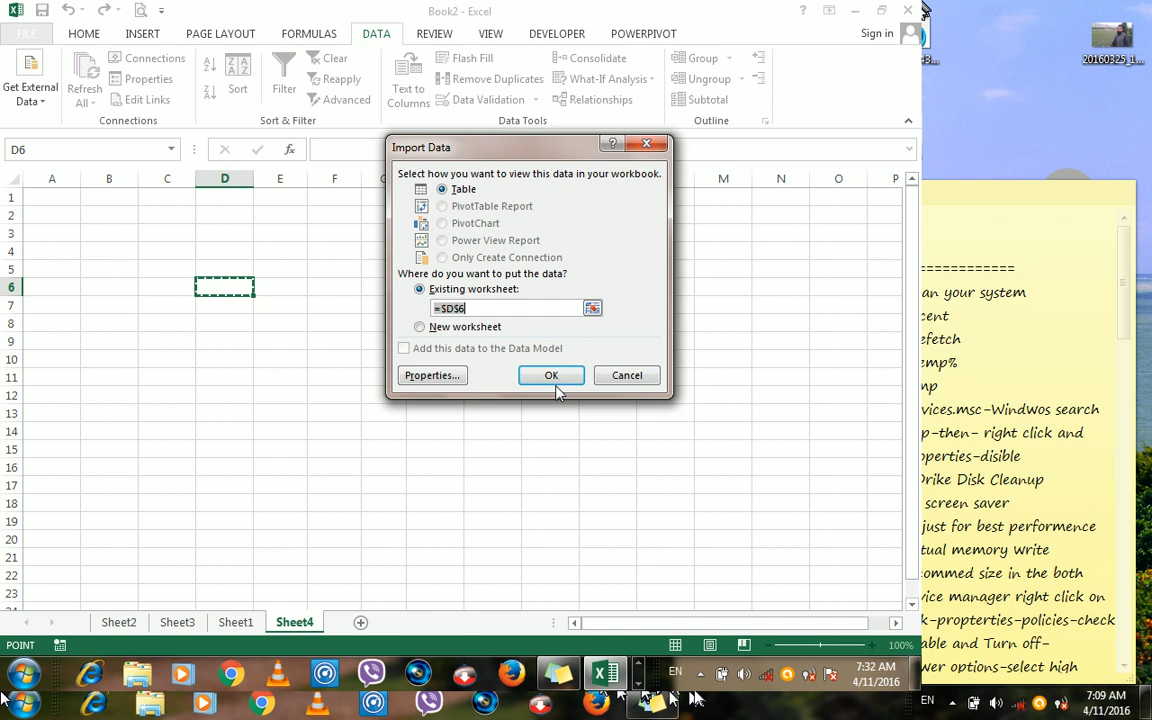 Book2 - Excel
FILE HOME INSERT PAGE LAYOUT FORMULAS DATA REVIEW VIEW DEVELOPER POWERPIVOT Sign in
Get External Data
Refresh All
Connections
Properties
Edit Links
Connections
Sort
Filter
Clear
Reapply
Advanced
Sort & Filter
Text to Columns
Flash Fill
Remove Duplicates
Data Validation
Consolidate
What-If Analysis
Relationships
Data Tools
Group
Ungroup
Subtotal
Outline
D6
A B C D E F M N O P
1
2
3
4
5
6
7
8
9
10
11
12
13
14
15
16
17
18
19
20
21
22
23
Import Data
Select how you want to view this data in your workbook.
Table
PivotTable Report
PivotChart
Power View Report
Only Create Connection
Where do you want to put the data?
Existing worksheet:
=$D$6
New worksheet
Add this data to the Data Model
Properties... OK Cancel
Sheet2 Sheet3 Sheet1 Sheet4
POINT 100%
EN 7:32 AM
4/11/2016
EN 7:09 AM
4/11/2016
20160325_1...
============
an your system
cent
efetch
emp%
mp
vices.msc-WindWos search
p-then- right click and
operties-disible
Drike Disk Cleanup
screen saver
just for best performence
tual memory write
commed size in the both
vice manager right click on
k-propterties-policies-check
able and Turn off-
wer options-select high